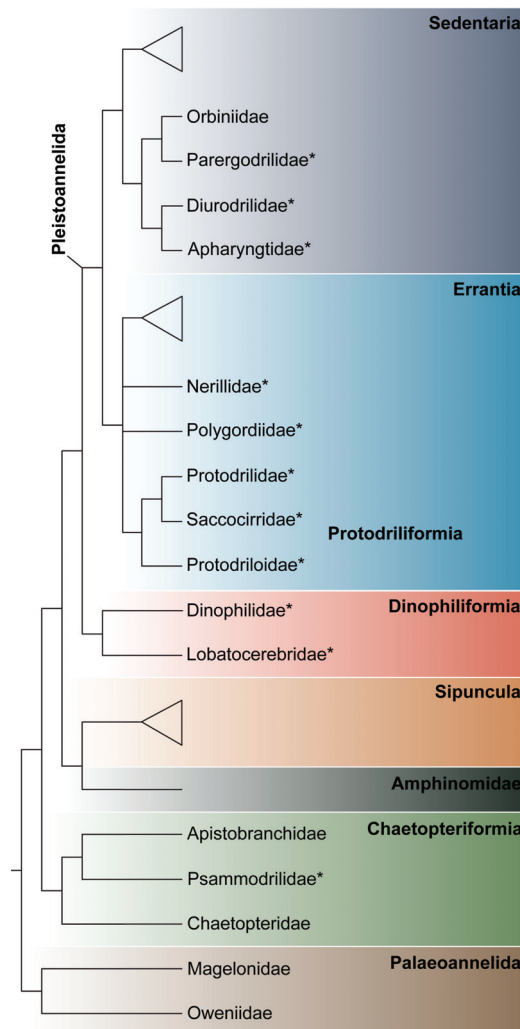 Sedentaria
Orbiniidae
Parergodrilidae*
Diurodrilidae*
Apharyngtidae*
Pleistoannelida
Errantia
Nerillidae*
Polygordiidae*
Protodrilidae*
Saccocirridae*
Protodriliformia
Protodriloidae*
Dinophiliformia
Dinophilidae*
Lobatocerebridae*
Sipuncula
Amphinomidae
Chaetopteriformia
Apistobranchidae
Psammodrilidae*
Chaetopteridae
Palaeoannelida
Magelonidae
Oweniidae